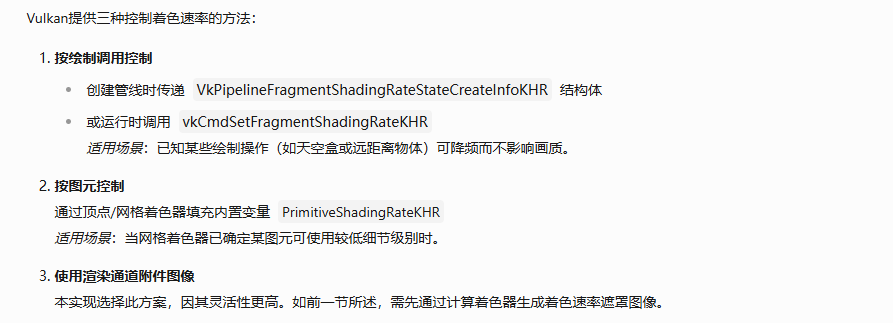 Vulkan提供三种控制着色速率的方法：
1. 按绘制调用控制
创建管线时传递 VkPipelineFragmentShadingRateStateCreateInfoKHR 结构体
或运行时调用 vkCmdSetFragmentShadingRateKHR
适用场景：已知某些绘制操作（如天空盒或远距离物体）可降频而不影响画质。
2. 按图元控制
通过顶点/网格着色器填充内置变量 PrimitiveShadingRateKHR
适用场景：当网格着色器已确定某图元可使用较低细节级别时。
3. 使用渲染通道附件图像
本实现选择此方案，因其灵活性更高。如前一节所述，需先通过计算着色器生成着色速率遮罩图像。